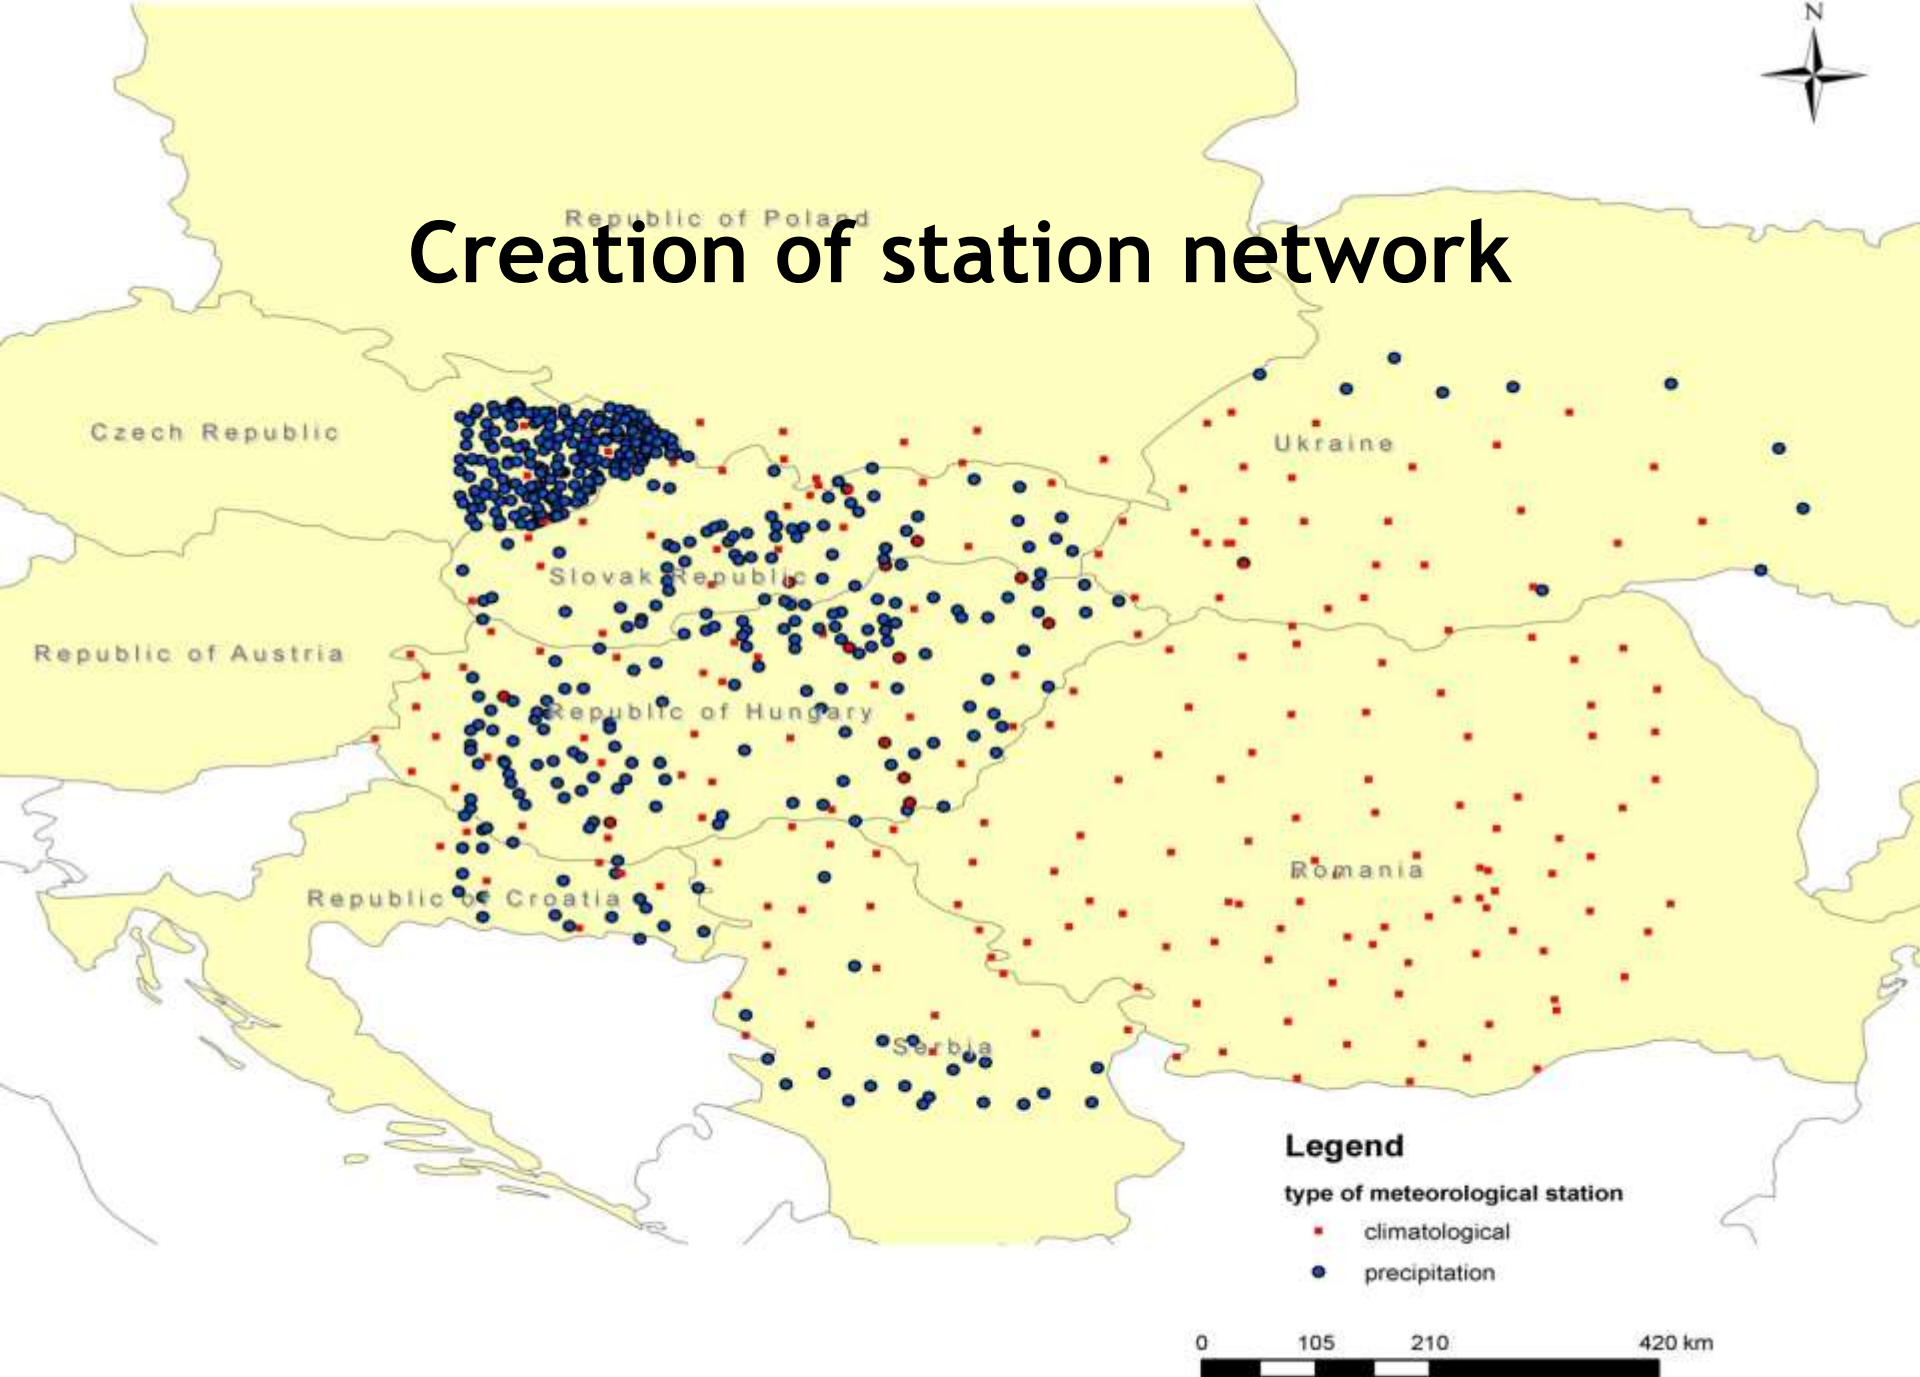 N
Republic of Poland
Creation of station network
Czech Republic
Ukraine
Slovak Republic
Republic of Austria
Republic of Hungary
Romania
Republic of Croatia
Serbia
Legend
type of meteorological station
climatological
precipitation
0 105 210 420 km